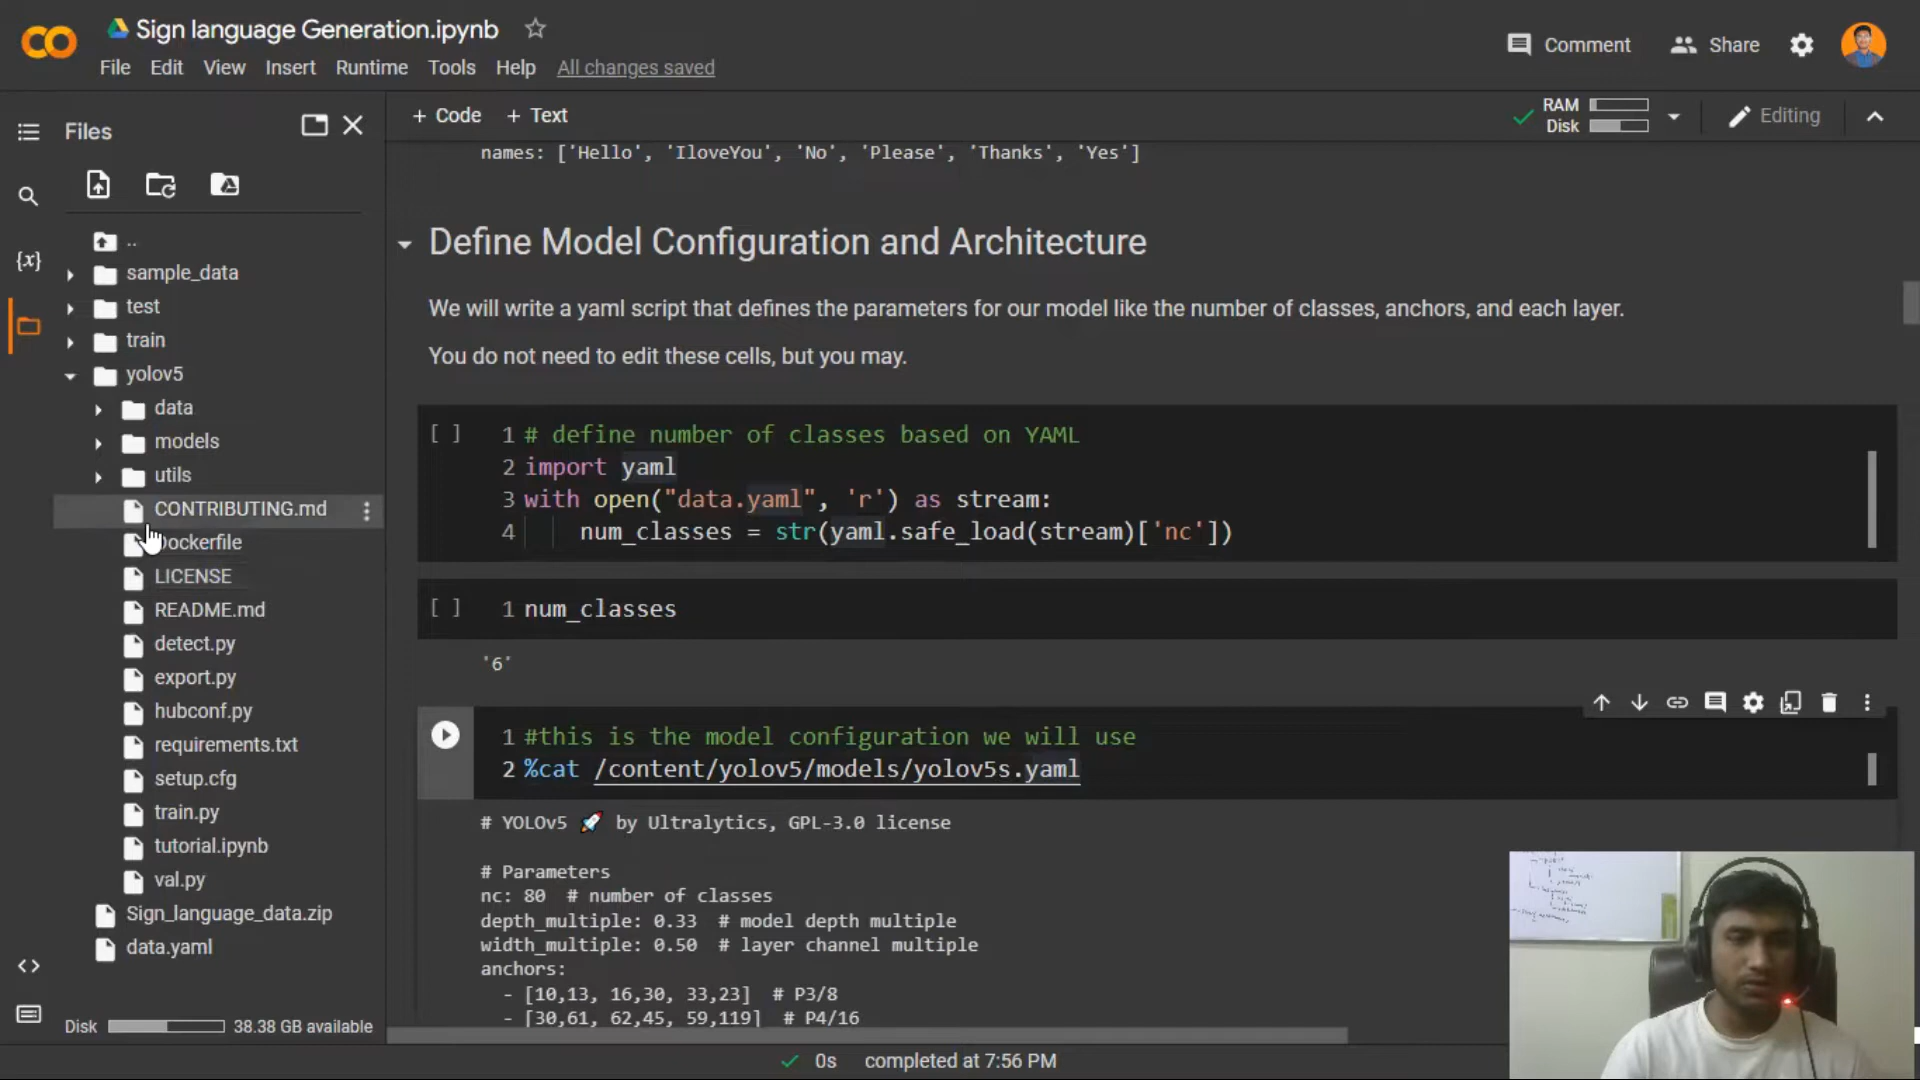 Sign language Generation.ipynb
Comment
Share
File Edit View Insert Runtime Tools Help All changes saved
Files
+ Code + Text
RAM
Disk
Editing
..
sample_data
test
train
yolov5
data
models
utils
CONTRIBUTING.md
Dockerfile
LICENSE
README.md
detect.py
export.py
hubconf.py
requirements.txt
setup.cfg
train.py
tutorial.ipynb
val.py
Sign_language_data.zip
data.yaml
Disk 38.38 GB available
{x}
names: ['Hello', 'IloveYou', 'No', 'Please', 'Thanks', 'Yes']
Define Model Configuration and Architecture
We will write a yaml script that defines the parameters for our model like the number of classes, anchors, and each layer.
You do not need to edit these cells, but you may.
[ ] 1 # define number of classes based on YAML
2 import yaml
3 with open("data.yaml", 'r') as stream:
4 num_classes = str(yaml.safe_load(stream)['nc'])
[ ] 1 num_classes
'6'
1 #this is the model configuration we will use
2 %cat /content/yolov5/models/yolov5s.yaml
# YOLOv5 🚀 by Ultralytics, GPL-3.0 license
# Parameters
nc: 80 # number of classes
depth_multiple: 0.33 # model depth multiple
width_multiple: 0.50 # layer channel multiple
anchors:
- [10,13, 16,30, 33,23] # P3/8
- [30,61, 62,45, 59,119] # P4/16
0s completed at 7:56 PM